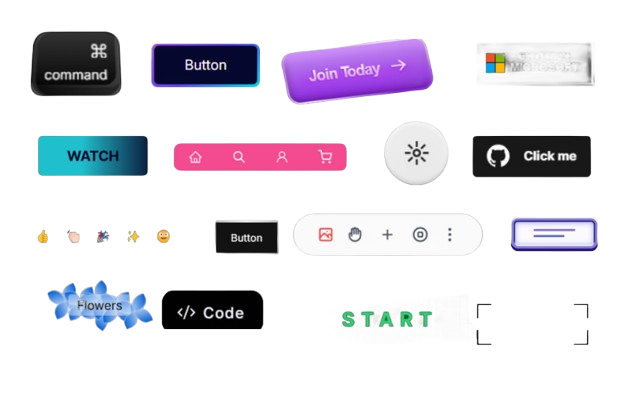 ⌘
command
Button
Join Today →
WATCH
Click me
Button
Flowers
</> Code
START